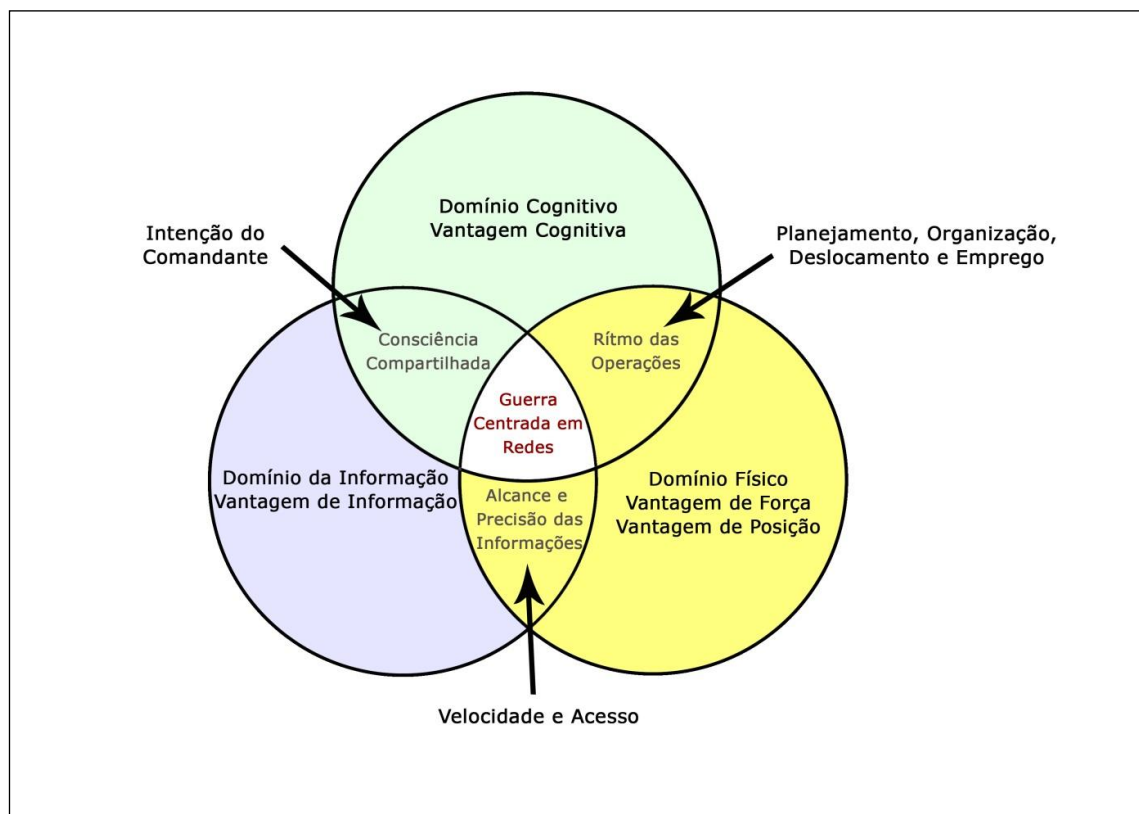 Domínio Cognitivo
Vantagem Cognitiva
Intenção do
Comandante
Planejamento, Organização,
Deslocamento e Emprego
Consciência
Compartilhada
Rítmo das
Operações
Guerra
Centrada em
Redes
Domínio da Informação
Vantagem de Informação
Alcance e
Precisão das
Informações
Domínio Físico
Vantagem de Força
Vantagem de Posição
Velocidade e Acesso